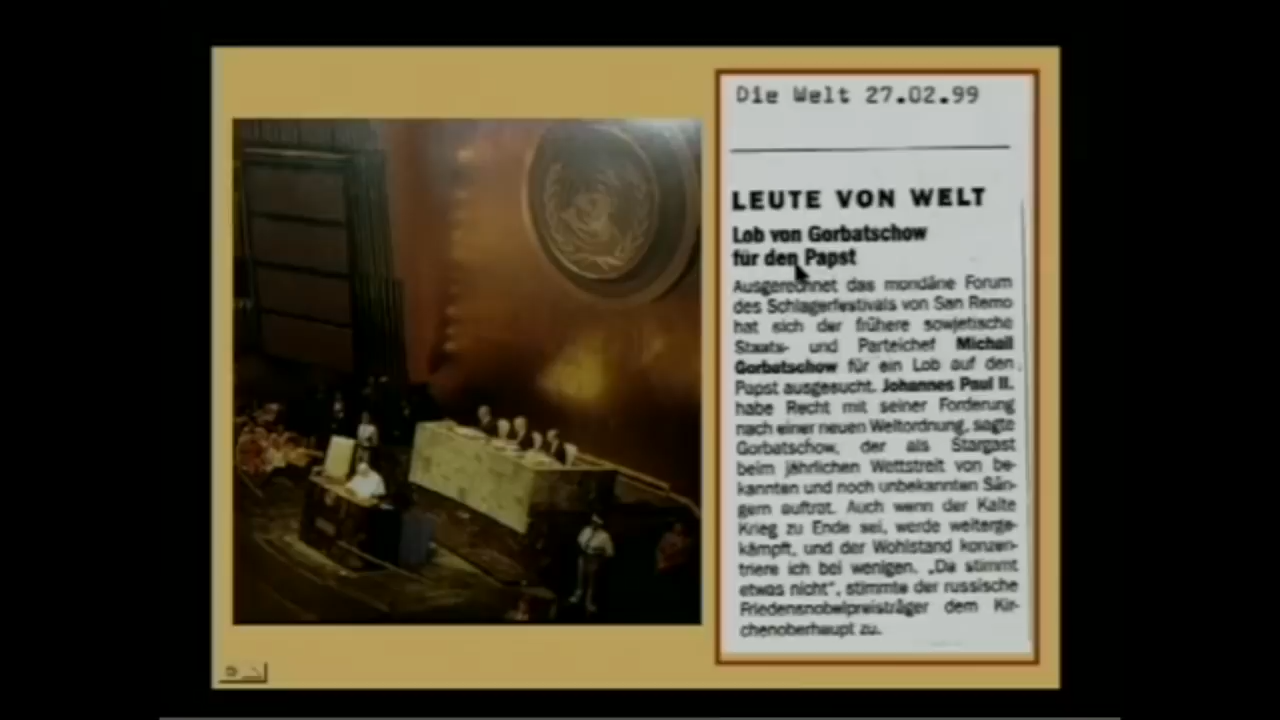 Die Welt 27.02.99
LEUTE VON WELT
Lob von Gorbatschow
für den Papst
Ausgerechnet das mondäne Forum
des Schlagerfestivals von San Remo
hat sich der frühere sowjetische
Staats- und Parteichef Michail
Gorbatschow für ein Lob auf den
Papst ausgesucht. Johannes Paul II.
habe Recht mit seiner Forderung
nach einer neuen Weltordnung, sagte
Gorbatschow, der als Stargast
beim jährlichen Wettstreit von be-
kannten und noch unbekannten Sän-
gern auftrat. Auch wenn der Kalte
Krieg zu Ende sei, werde weiterge-
kämpft, und der Wohlstand konzen-
triere ich bei wenigen. „Da stimmt
etwas nicht“, stimmte der russische
Friedensnobelpreisträger dem Kir-
chenoberhaupt zu.